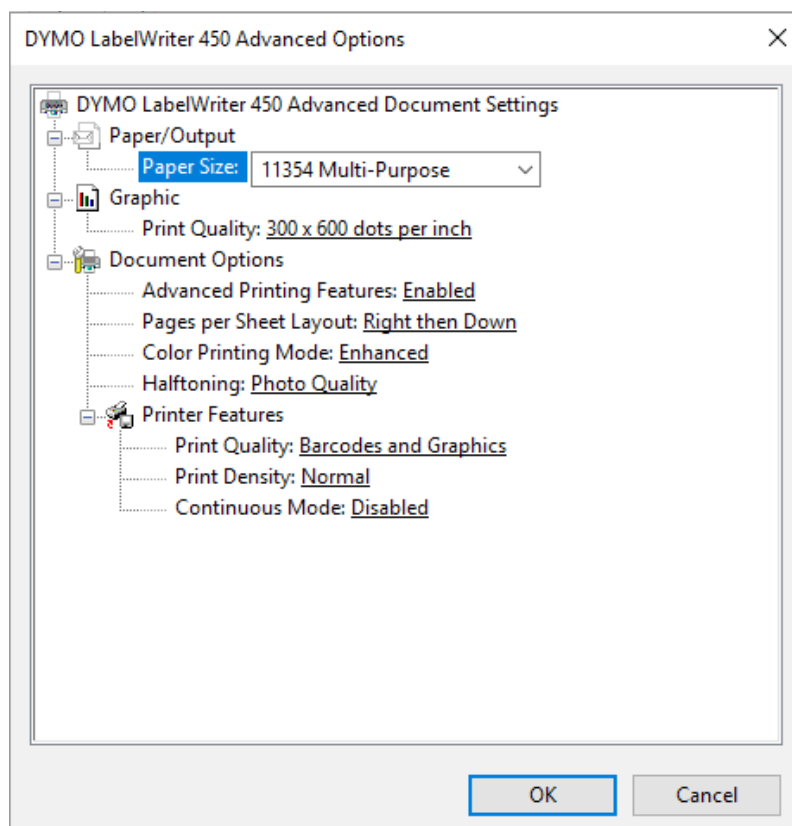 DYMO LabelWriter 450 Advanced Options
DYMO LabelWriter 450 Advanced Document Settings
Paper/Output
Paper Size: 11354 Multi-Purpose
Graphic
Print Quality: 300 x 600 dots per inch
Document Options
Advanced Printing Features: Enabled
Pages per Sheet Layout: Right then Down
Color Printing Mode: Enhanced
Halftoning: Photo Quality
Printer Features
Print Quality: Barcodes and Graphics
Print Density: Normal
Continuous Mode: Disabled
OK Cancel